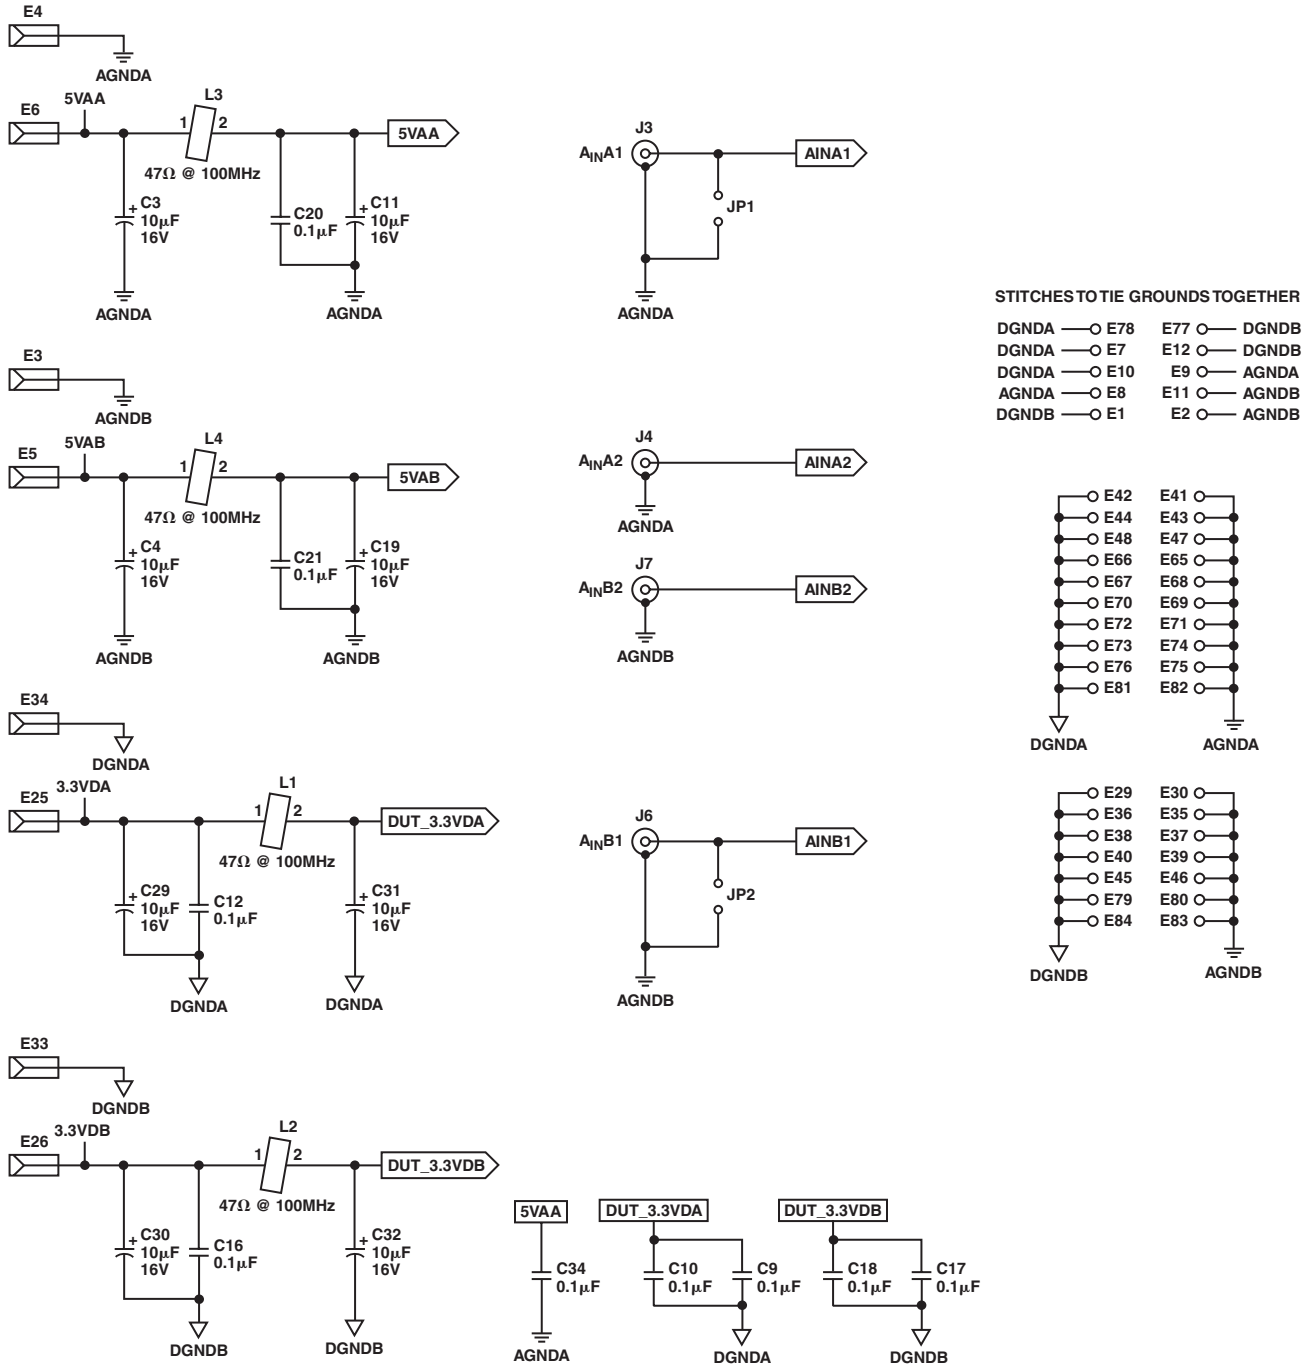 E4
AGNDA
E6
5VAA
L3
1 2
47Ω @ 100MHz
5VAA
+ C3
10µF
16V
C20
0.1µF
+ C11
10µF
16V
AGNDA
AGNDA
E3
AGNDB
E5
5VAB
L4
1 2
47Ω @ 100MHz
5VAB
+ C4
10µF
16V
C21
0.1µF
+ C19
10µF
16V
AGNDB
AGNDB
E34
DGNDA
E25
3.3VDA
L1
1 2
47Ω @ 100MHz
DUT_3.3VDA
+ C29
10µF
16V
C12
0.1µF
+ C31
10µF
16V
DGNDA
DGNDA
E33
DGNDB
E26
3.3VDB
L2
1 2
47Ω @ 100MHz
DUT_3.3VDB
+ C30
10µF
16V
C16
0.1µF
+ C32
10µF
16V
DGNDB
DGNDB
J3
AINA1
AINA1
JP1
AGNDA
J4
AINA2
AINA2
AGNDA
J7
AINB2
AINB2
AGNDB
J6
AINB1
AINB1
JP2
AGNDB
5VAA
C34
0.1µF
AGNDA
DUT_3.3VDA
C10
0.1µF
C9
0.1µF
DGNDA
DUT_3.3VDB
C18
0.1µF
C17
0.1µF
DGNDB
STITCHES TO TIE GROUNDS TOGETHER
DGNDA E78 E77 DGNDB
DGNDA E7 E12 DGNDB
DGNDA E10 E9 AGNDA
AGNDA E8 E11 AGNDB
DGNDB E1 E2 AGNDB
E42 E41
E44 E43
E48 E47
E66 E65
E67 E68
E70 E69
E72 E71
E73 E74
E76 E75
E81 E82
DGNDA AGNDA
E29 E30
E36 E35
E38 E37
E40 E39
E45 E46
E79 E80
E84 E83
DGNDB AGNDB